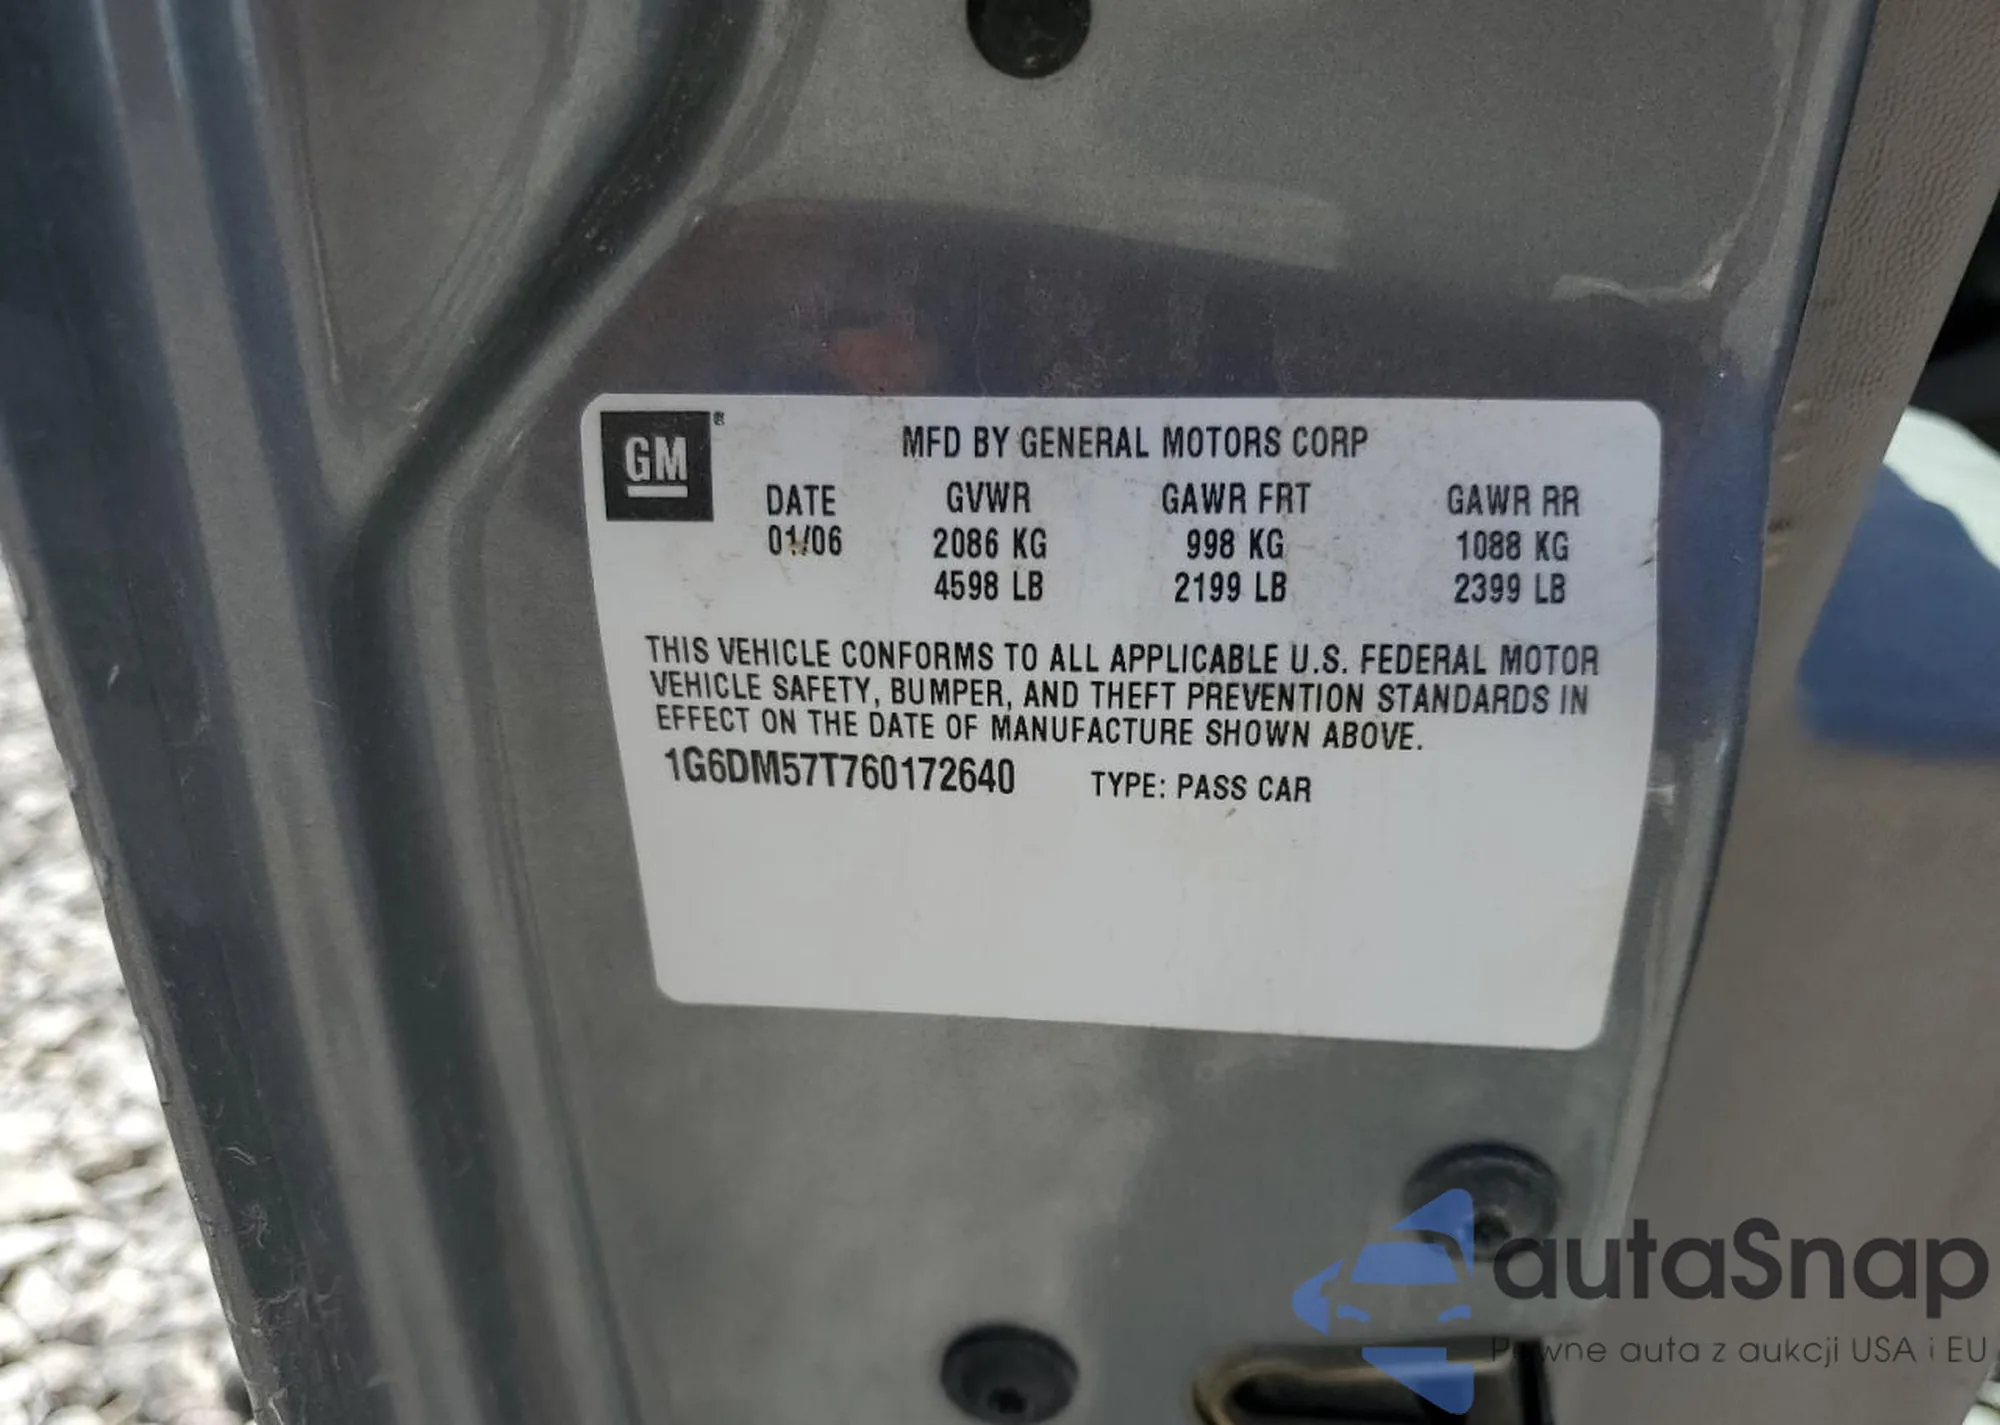 GM®
MFD BY GENERAL MOTORS CORP
DATE GVWR GAWR FRT GAWR RR
01/06 2086 KG 998 KG 1088 KG
4598 LB 2199 LB 2399 LB
THIS VEHICLE CONFORMS TO ALL APPLICABLE U.S. FEDERAL MOTOR
VEHICLE SAFETY, BUMPER, AND THEFT PREVENTION STANDARDS IN
EFFECT ON THE DATE OF MANUFACTURE SHOWN ABOVE.
1G6DM57T760172640 TYPE: PASS CAR
autaSnap
Pewne auta z aukcji USA i EU